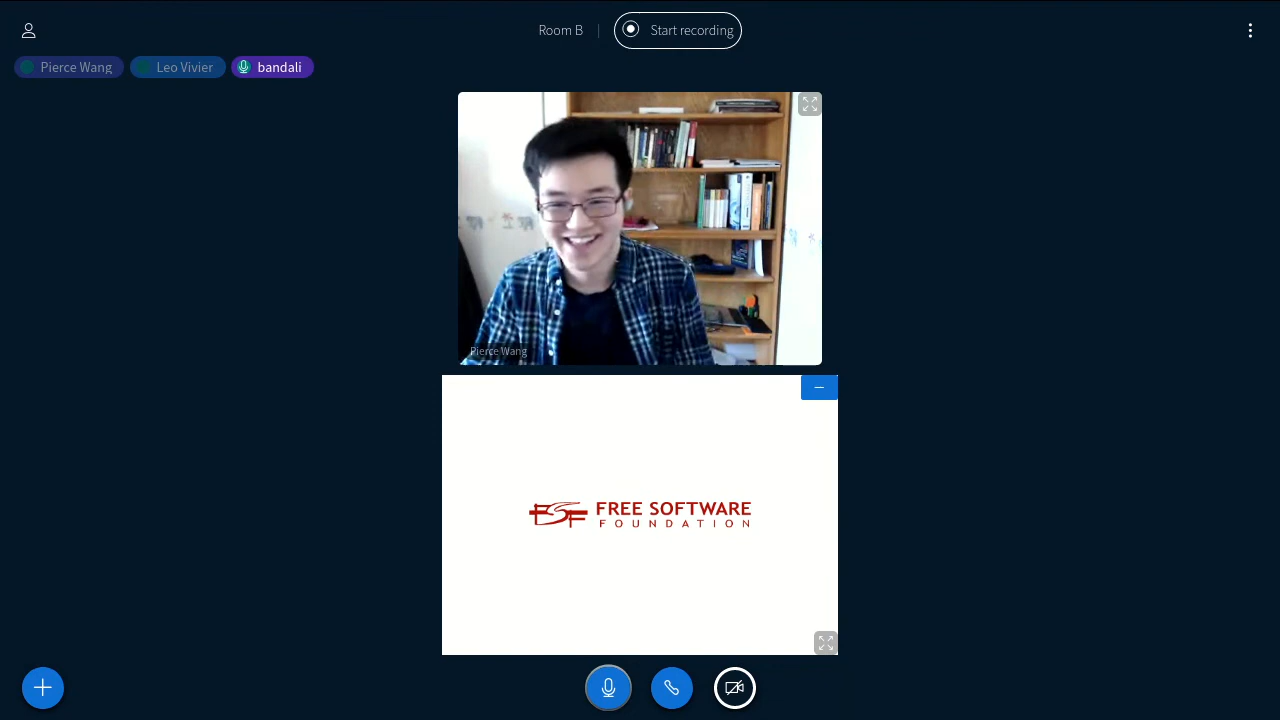 Room B
Start recording
Pierce Wang
Leo Vivier
bandali
Pierce Wang
FREE SOFTWARE
FOUNDATION